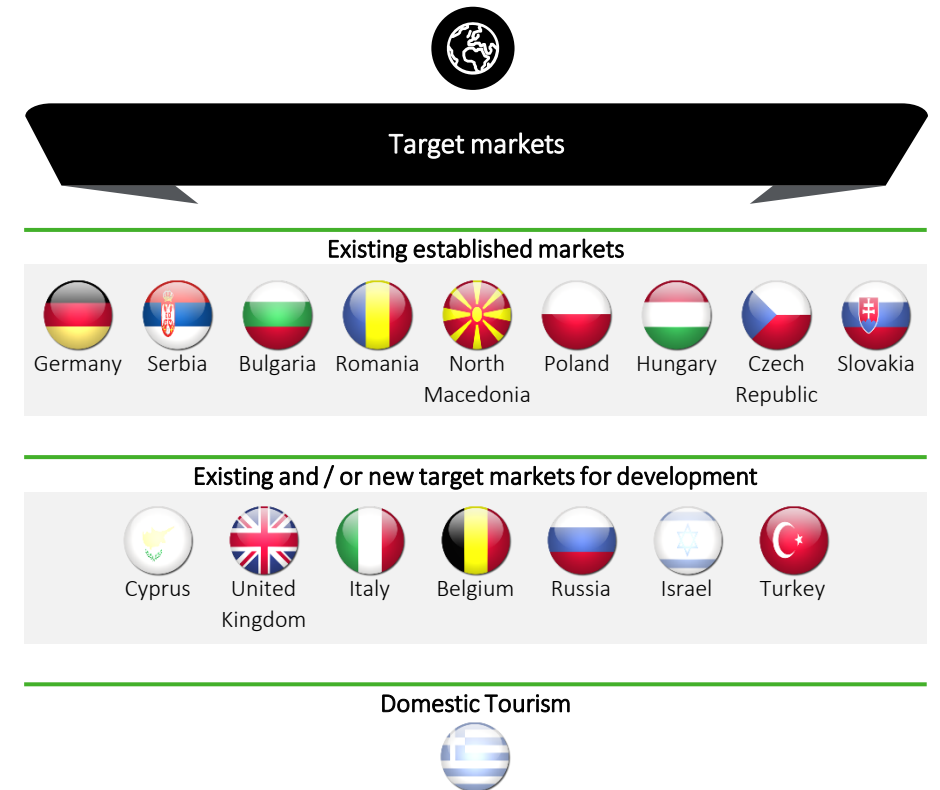 Target markets
Existing established markets
Germany Serbia Bulgaria Romania North Macedonia Poland Hungary Czech Republic Slovakia
Existing and / or new target markets for development
Cyprus United Kingdom Italy Belgium Russia Israel Turkey
Domestic Tourism